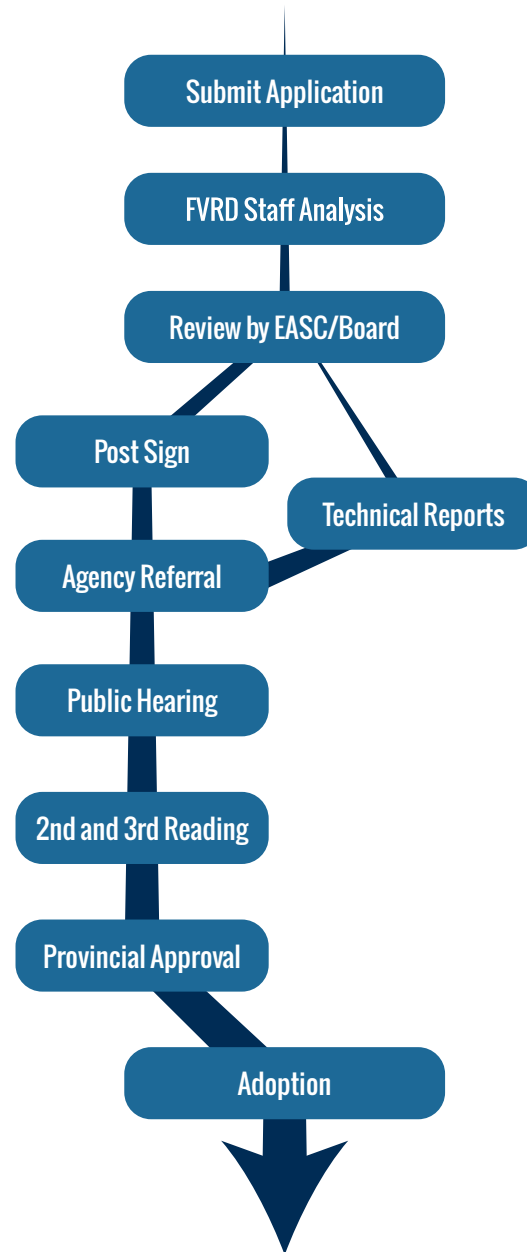 Submit Application
FVRD Staff Analysis
Review by EASC/Board
Post Sign
Technical Reports
Agency Referral
Public Hearing
2nd and 3rd Reading
Provincial Approval
Adoption